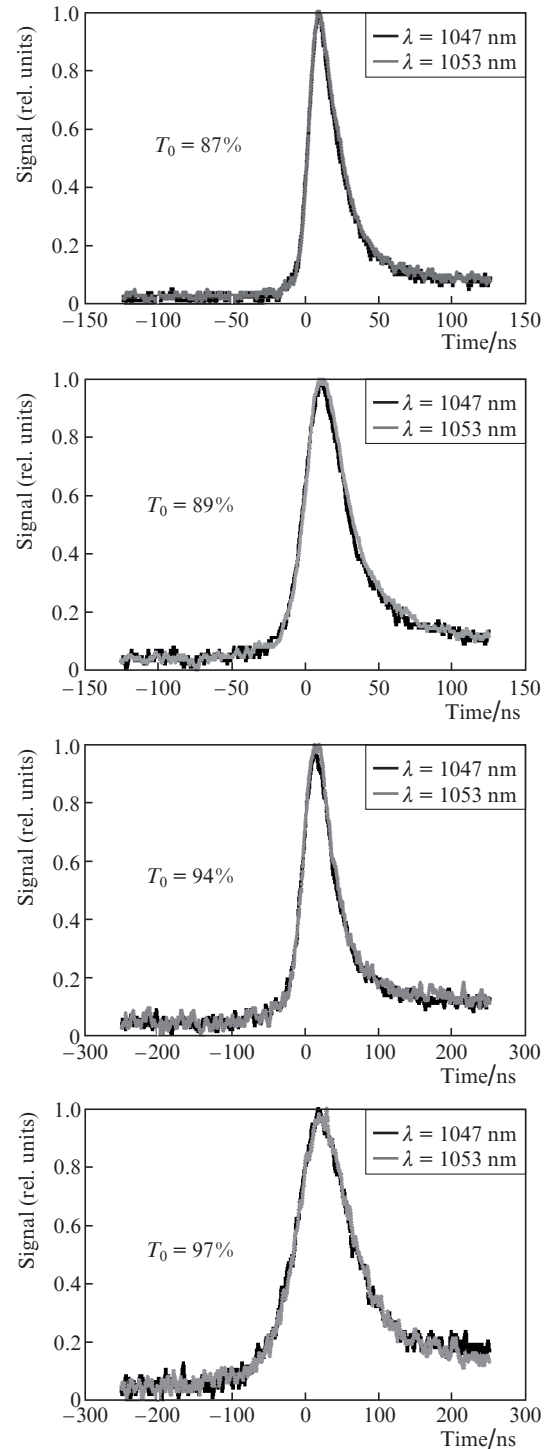 Signal (rel. units)
1.0
0.8
0.6
0.4
0.2
0
λ = 1047 nm
λ = 1053 nm
T₀ = 87%
−150 −100 −50 0 50 100 150
Time/ns
Signal (rel. units)
1.0
0.8
0.6
0.4
0.2
0
λ = 1047 nm
λ = 1053 nm
T₀ = 89%
−150 −100 −50 0 50 100 150
Time/ns
Signal (rel. units)
1.0
0.8
0.6
0.4
0.2
0
λ = 1047 nm
λ = 1053 nm
T₀ = 94%
−300 −200 −100 0 100 200 300
Time/ns
Signal (rel. units)
1.0
0.8
0.6
0.4
0.2
0
λ = 1047 nm
λ = 1053 nm
T₀ = 97%
−300 −200 −100 0 100 200 300
Time/ns